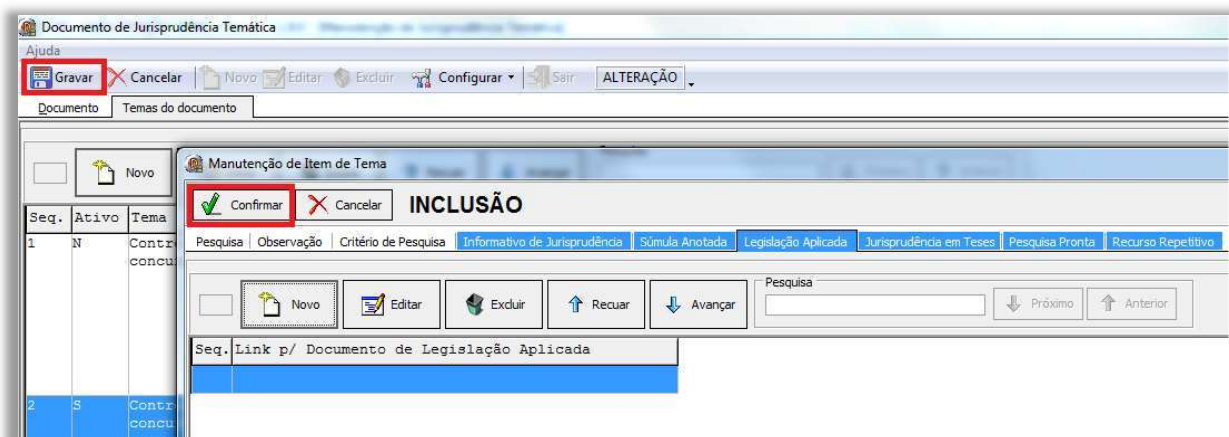 Documento de Jurisprudência Temática
Ajuda
Gravar Cancelar Novo Editar Excluir Configurar Sair ALTERAÇÃO
Documento Temas do documento
Novo
Manutenção de Item de Tema
Confirmar Cancelar INCLUSÃO
Seq. Ativo Tema
Pesquisa Observação Critério de Pesquisa Informativo de Jurisprudência Súmula Anotada Legislação Aplicada Jurisprudência em Teses Pesquisa Pronta Recurso Repetitivo
1 N Contr
concu
Novo Editar Excluir Recuar Avançar Pesquisa Próximo Anterior
Seq. Link p/ Documento de Legislação Aplicada
2 S Contr
concu